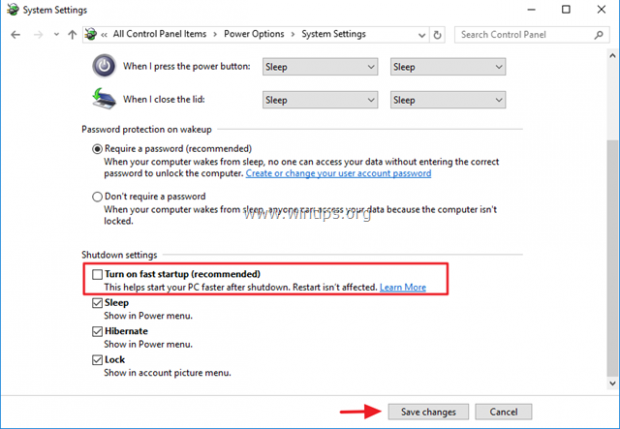 System Settings
« All Control Panel Items > Power Options > System Settings
Search Control Panel
When I press the power button: Sleep Sleep
When I close the lid: Sleep Sleep
Password protection on wakeup
Require a password (recommended)
When your computer wakes from sleep, no one can access your data without entering the correct
password to unlock the computer. Create or change your user account password
Don't require a password
When your computer wakes from sleep, anyone can access your data because the computer isn't
locked.
www.wintips.org
Shutdown settings
Turn on fast startup (recommended)
This helps start your PC faster after shutdown. Restart isn't affected. Learn More
Sleep
Show in Power menu.
Hibernate
Show in Power menu.
Lock
Show in account picture menu.
Save changes Cancel